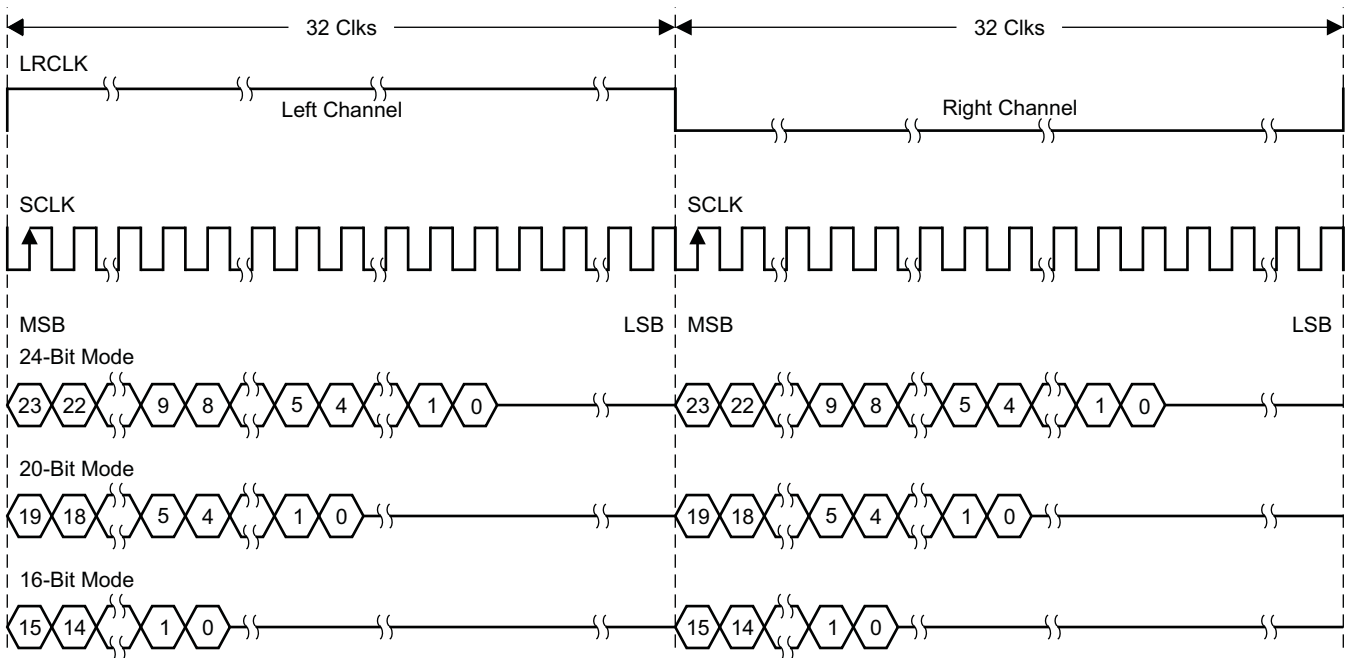 32 Clks 32 Clks
LRCLK
Left Channel Right Channel
SCLK SCLK
MSB LSB MSB LSB
24-Bit Mode
23 22 9 8 5 4 1 0 23 22 9 8 5 4 1 0
20-Bit Mode
19 18 5 4 1 0 19 18 5 4 1 0
16-Bit Mode
15 14 1 0 15 14 1 0